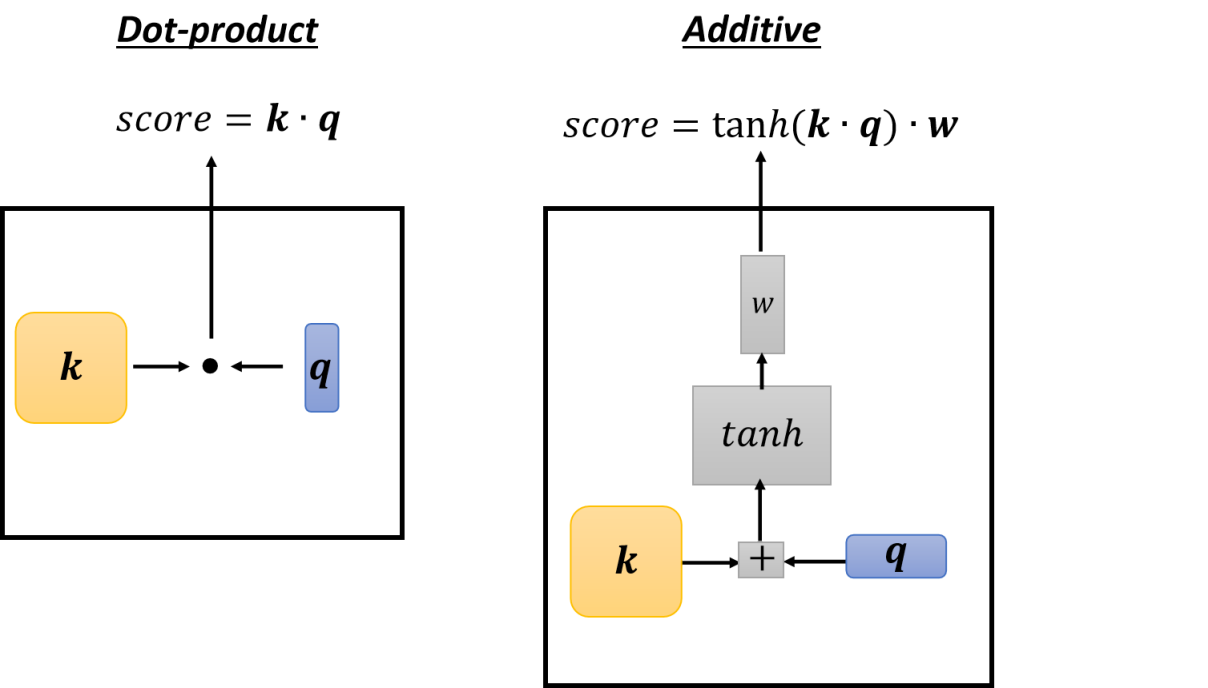 Dot-product
score = k · q
k
q
Additive
score = tanh(k · q) · w
w
tanh
k
+
q